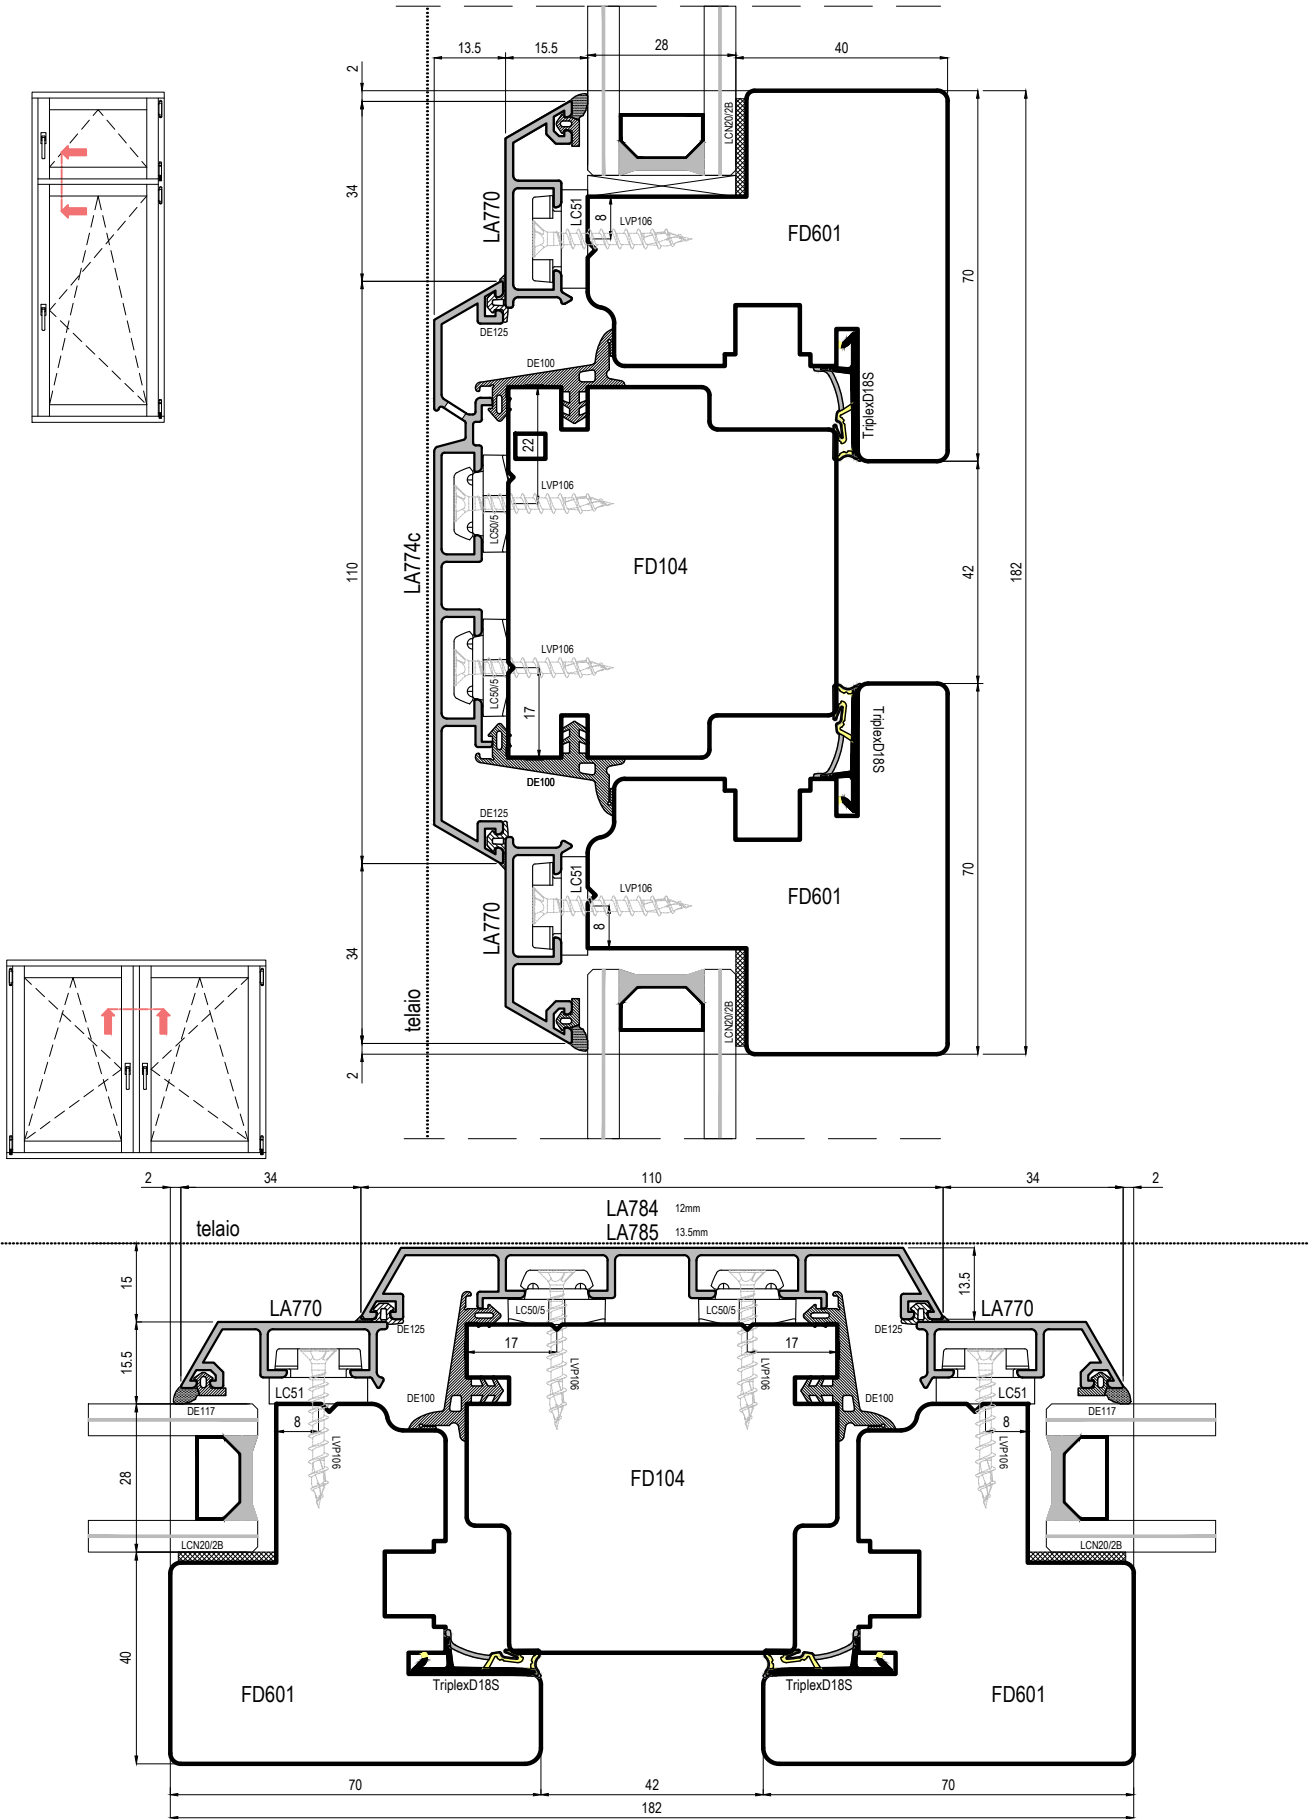 13.5
15.5
28
40
2
34
LA770
LC51
8
LVP106
LCN20/2B
FD601
70
DE125
DE100
TriplexD18S
22
LVP106
LC50/5
LA774c
110
FD104
42
182
LVP106
LC50/5
17
TriplexD18S
DE100
DE125
LC51
LVP106
8
LA770
FD601
70
34
LCN20/2B
telaio
2
2
34
110
34
2
LA784 12mm
LA785 13.5mm
telaio
15
13.5
LA770
LA770
LC50/5
LC50/5
DE125
DE125
17
17
15.5
LVP106
LVP106
LC51
LC51
DE100
DE100
DE117
DE117
8
8
LVP106
LVP106
28
FD104
LCN20/2B
LCN20/2B
40
TriplexD18S
TriplexD18S
FD601
FD601
70
42
70
182